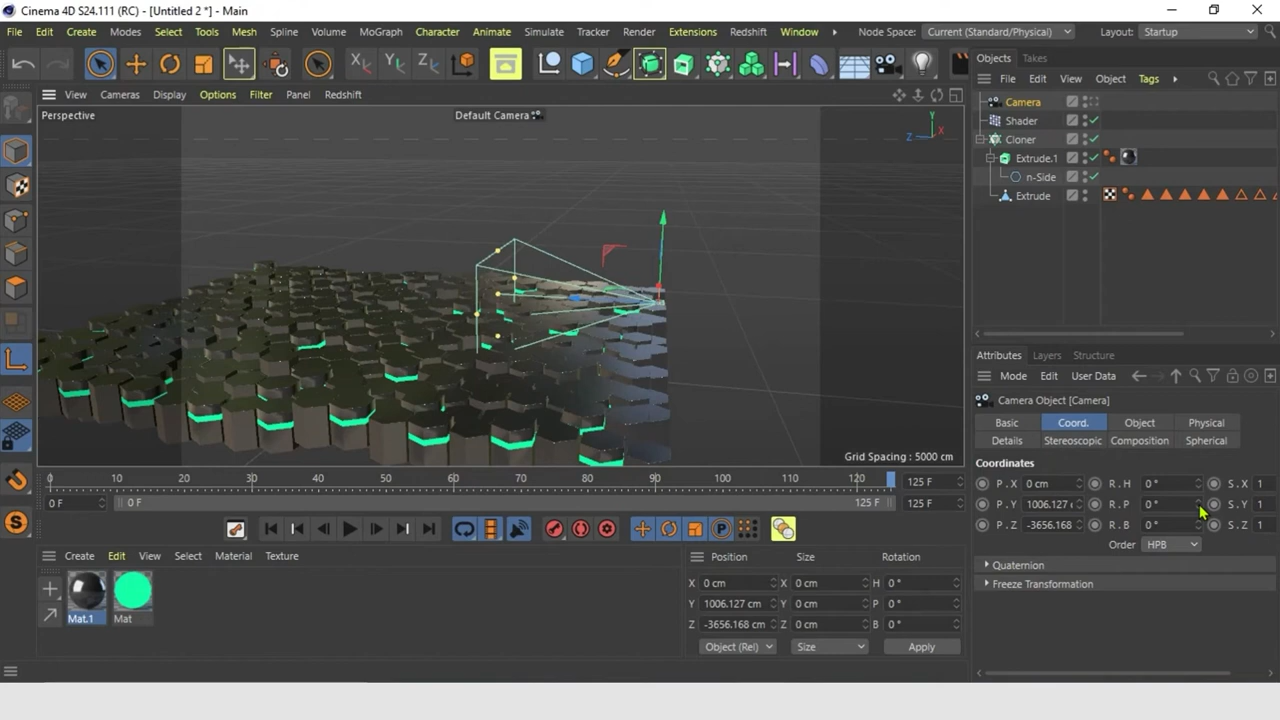 Cinema 4D S24.111 (RC) - [Untitled 2 *] - Main
File Edit Create Modes Select Tools Mesh Spline Volume MoGraph Character Animate Simulate Tracker Render Extensions Redshift Window Node Space: Current (Standard/Physical) Layout: Startup
Objects Takes
View Cameras Display Options Filter Panel Redshift
File Edit View Object Tags
Perspective
Default Camera
Y
Z X
Camera
Shader
Cloner
Extrude.1
n-Side
Extrude
Grid Spacing : 5000 cm
Attributes Layers Structure
Mode Edit User Data
Camera Object [Camera]
Basic Coord. Object Physical
Details Stereoscopic Composition Spherical
Coordinates
P . X 0 cm R . H 0 ° S . X 1
P . Y 1006.127 R . P 0 ° S . Y 1
P . Z -3656.168 R . B 0 ° S . Z 1
Order HPB
Quaternion
Freeze Transformation
0 10 20 30 40 50 60 70 80 90 100 110 120 125 F
0 F 0 F 125 F 125 F
Create Edit View Select Material Texture
Mat.1 Mat
Position Size Rotation
X 0 cm X 0 cm H 0 °
Y 1006.127 cm Y 0 cm P 0 °
Z -3656.168 cm Z 0 cm B 0 °
Object (Rel) Size Apply